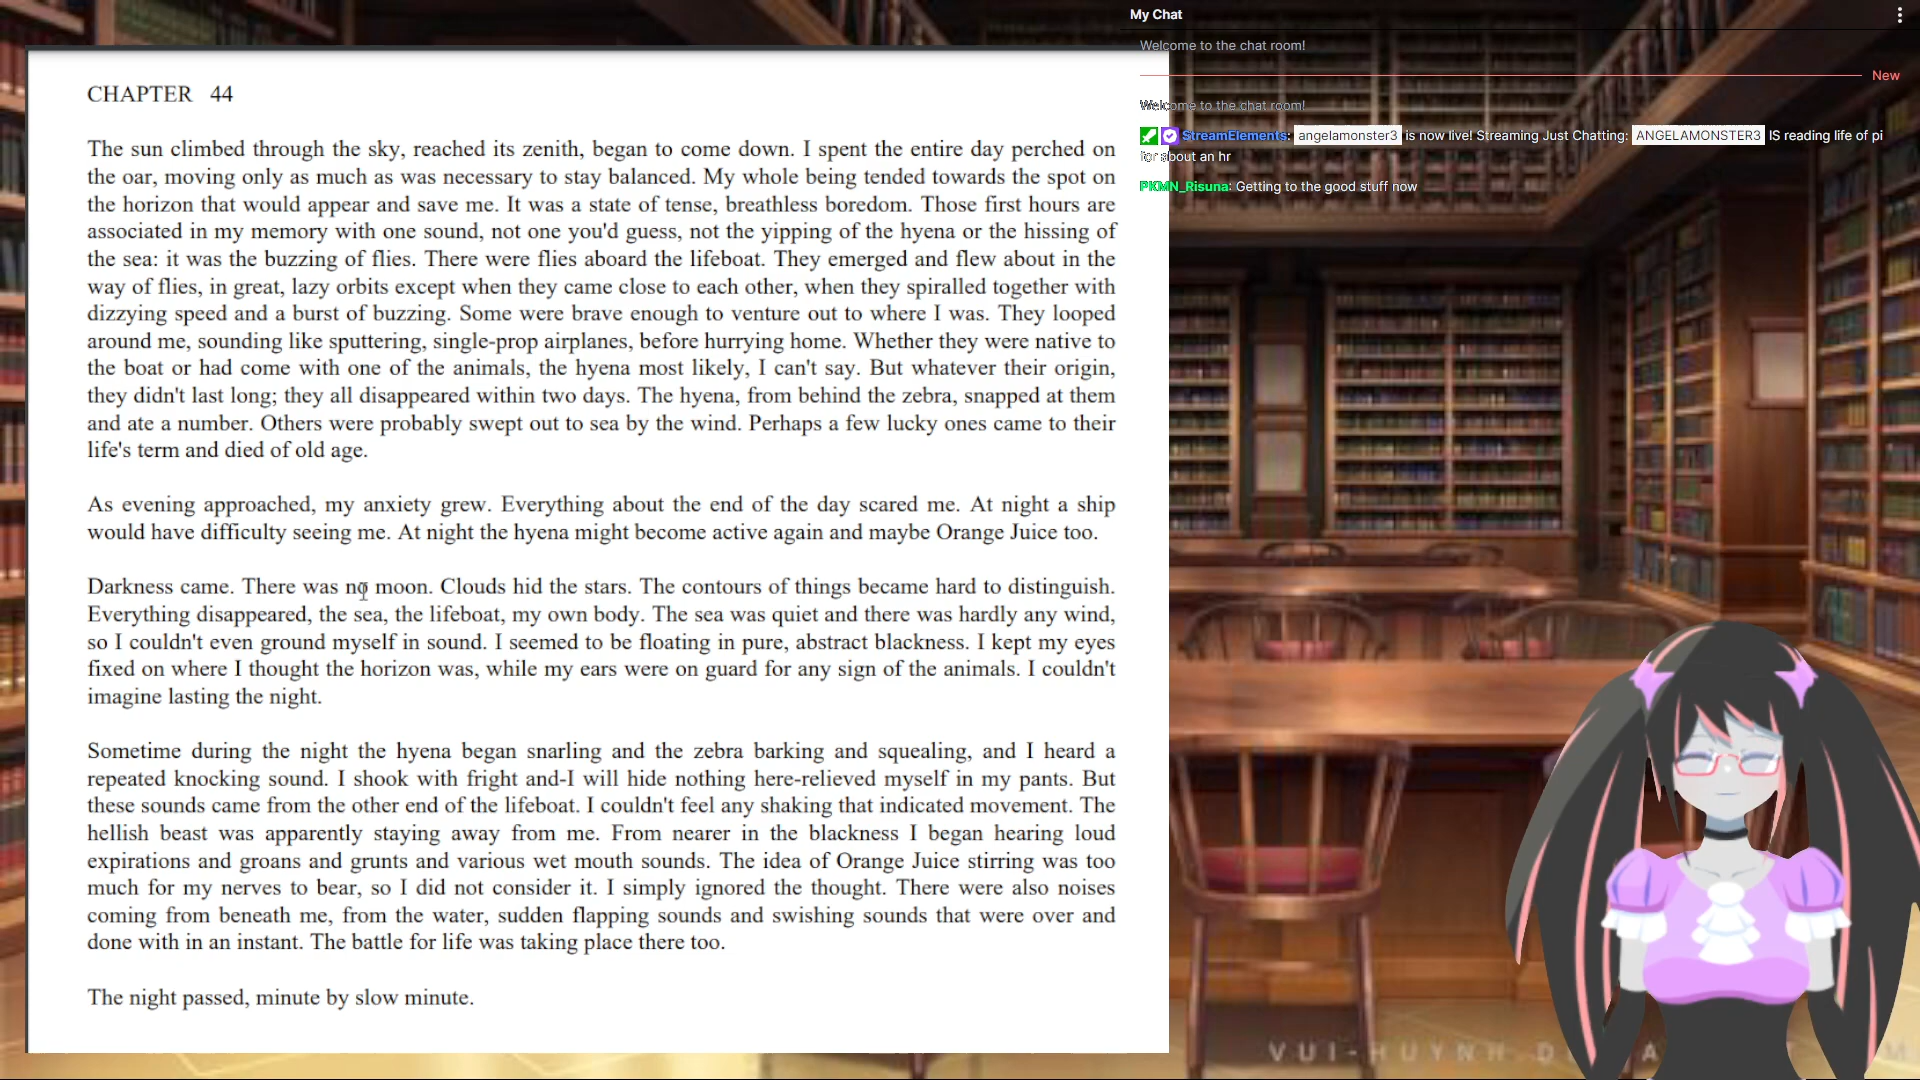 My Chat
Welcome to the chat room!
New
Welcome to the chat room!
StreamElements: angelamonster3 is now live! Streaming Just Chatting: ANGELAMONSTER3 IS reading life of pi
for about an hr
PKMN_Risuna: Getting to the good stuff now
CHAPTER 44
The sun climbed through the sky, reached its zenith, began to come down. I spent the entire day perched on
the oar, moving only as much as was necessary to stay balanced. My whole being tended towards the spot on
the horizon that would appear and save me. It was a state of tense, breathless boredom. Those first hours are
associated in my memory with one sound, not one you'd guess, not the yipping of the hyena or the hissing of
the sea: it was the buzzing of flies. There were flies aboard the lifeboat. They emerged and flew about in the
way of flies, in great, lazy orbits except when they came close to each other, when they spiralled together with
dizzying speed and a burst of buzzing. Some were brave enough to venture out to where I was. They looped
around me, sounding like sputtering, single-prop airplanes, before hurrying home. Whether they were native to
the boat or had come with one of the animals, the hyena most likely, I can't say. But whatever their origin,
they didn't last long; they all disappeared within two days. The hyena, from behind the zebra, snapped at them
and ate a number. Others were probably swept out to sea by the wind. Perhaps a few lucky ones came to their
life's term and died of old age.
As evening approached, my anxiety grew. Everything about the end of the day scared me. At night a ship
would have difficulty seeing me. At night the hyena might become active again and maybe Orange Juice too.
Darkness came. There was no moon. Clouds hid the stars. The contours of things became hard to distinguish.
Everything disappeared, the sea, the lifeboat, my own body. The sea was quiet and there was hardly any wind,
so I couldn't even ground myself in sound. I seemed to be floating in pure, abstract blackness. I kept my eyes
fixed on where I thought the horizon was, while my ears were on guard for any sign of the animals. I couldn't
imagine lasting the night.
Sometime during the night the hyena began snarling and the zebra barking and squealing, and I heard a
repeated knocking sound. I shook with fright and-I will hide nothing here-relieved myself in my pants. But
these sounds came from the other end of the lifeboat. I couldn't feel any shaking that indicated movement. The
hellish beast was apparently staying away from me. From nearer in the blackness I began hearing loud
expirations and groans and grunts and various wet mouth sounds. The idea of Orange Juice stirring was too
much for my nerves to bear, so I did not consider it. I simply ignored the thought. There were also noises
coming from beneath me, from the water, sudden flapping sounds and swishing sounds that were over and
done with in an instant. The battle for life was taking place there too.
The night passed, minute by slow minute.